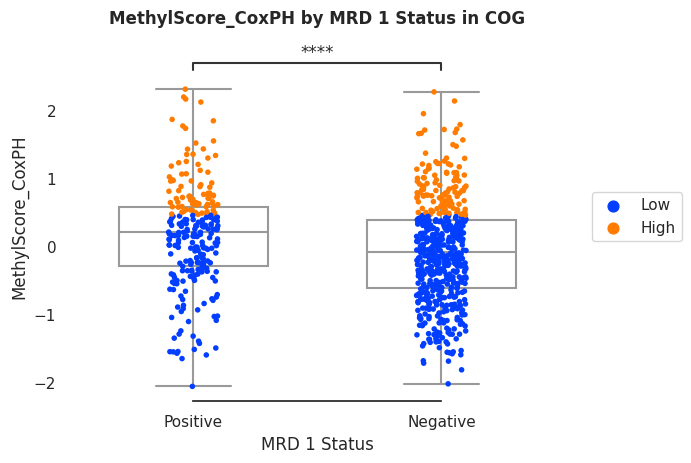 MethylScore_CoxPH by MRD 1 Status in COG
****
2
1
0
−1
−2
MethylScore_CoxPH
Low
High
Positive
Negative
MRD 1 Status